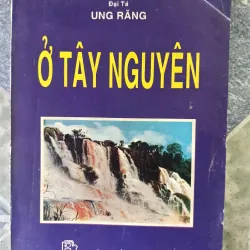 Đại Tá
UNG RĂNG
Ở TÂY NGUYÊN